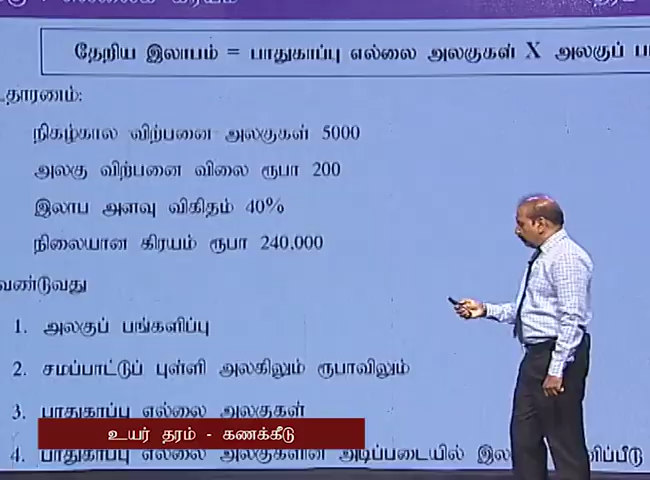 எல்லைக் கிரயம்
தேறிய இலாபம் = பாதுகாப்பு எல்லை அலகுகள் X அலகுப்
உதாரணம்:
நிகழ்கால விற்பனை அலகுகள் 5000
அலகு விற்பனை விலை ரூபா 200
இலாப அளவு விகிதம் 40%
நிலையான கிரயம் ரூபா 240.000
வேண்டுவது
1. அலகுப் பங்களிப்பு
2. சமப்பாட்டுப் புள்ளி அலகிலும் ரூபாவிலும்
3. பாதுகாப்பு எல்லை அலகுகள்
உயர் தரம் - கணக்கீடு
4. பாதுகாப்பு எல்லை அலகுகளின் அடிப்படையில்